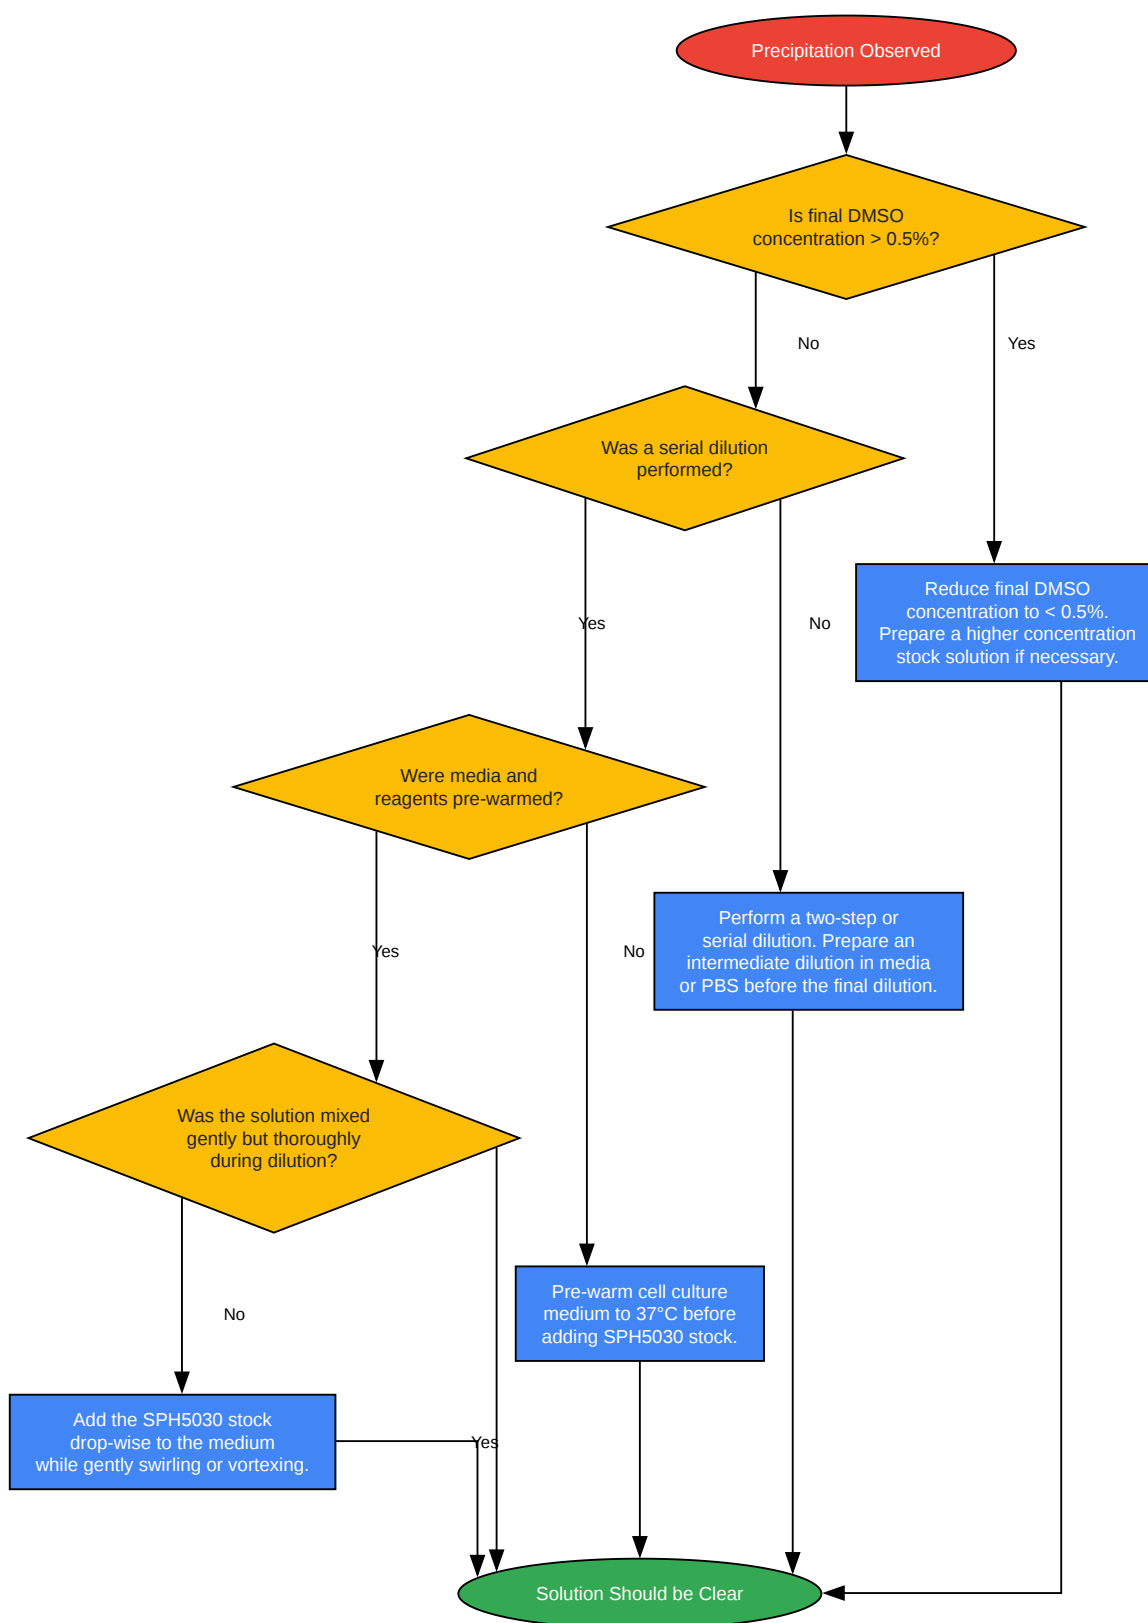 Precipitation Observed
Is final DMSO
concentration > 0.5%?
No
Yes
Was a serial dilution
performed?
Reduce final DMSO
concentration to < 0.5%.
Prepare a higher concentration
stock solution if necessary.
Yes
No
Were media and
reagents pre-warmed?
Perform a two-step or
serial dilution. Prepare an
intermediate dilution in media
or PBS before the final dilution.
Yes
No
Was the solution mixed
gently but thoroughly
during dilution?
Pre-warm cell culture
medium to 37°C before
adding SPH5030 stock.
No
Add the SPH5030 stock
drop-wise to the medium
while gently swirling or vortexing.
Yes
Solution Should be Clear